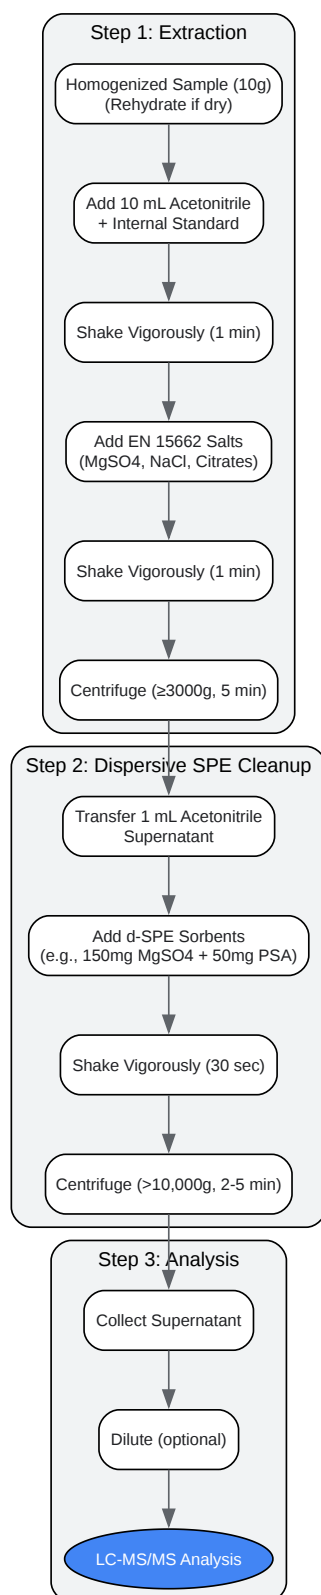 Step 1: Extraction
Homogenized Sample (10g)
(Rehydrate if dry)
Add 10 mL Acetonitrile
+ Internal Standard
Shake Vigorously (1 min)
Add EN 15662 Salts
(MgSO4, NaCl, Citrates)
Shake Vigorously (1 min)
Centrifuge (≥3000g, 5 min)
Step 2: Dispersive SPE Cleanup
Transfer 1 mL Acetonitrile
Supernatant
Add d-SPE Sorbents
(e.g., 150mg MgSO4 + 50mg PSA)
Shake Vigorously (30 sec)
Centrifuge (>10,000g, 2-5 min)
Step 3: Analysis
Collect Supernatant
Dilute (optional)
LC-MS/MS Analysis